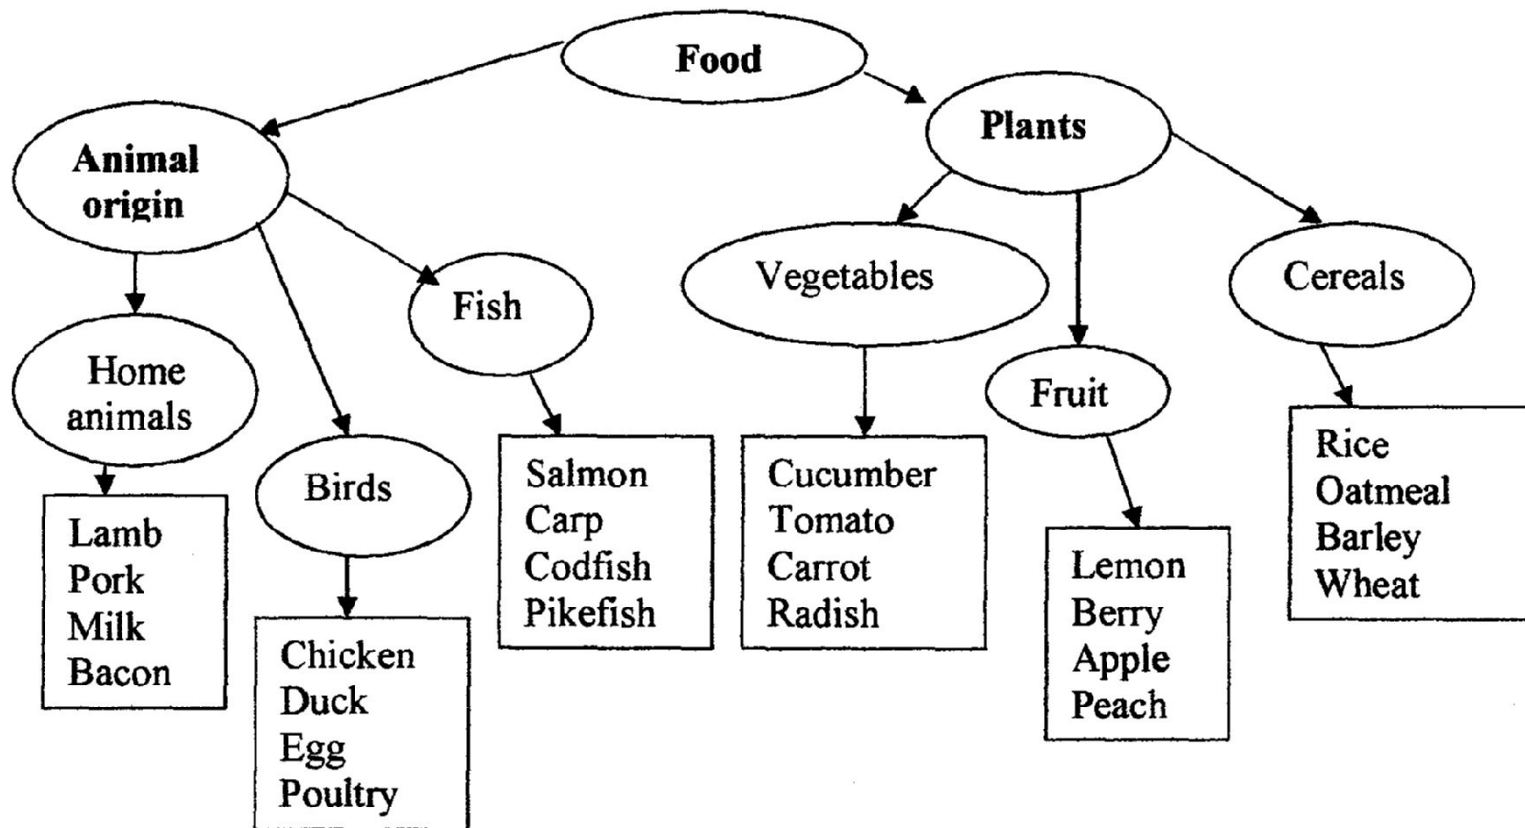 Food
Animal
origin
Plants
Home
animals
Birds
Fish
Vegetables
Fruit
Cereals
Lamb
Pork
Milk
Bacon
Chicken
Duck
Egg
Poultry
Salmon
Carp
Codfish
Pikefish
Cucumber
Tomato
Carrot
Radish
Lemon
Berry
Apple
Peach
Rice
Oatmeal
Barley
Wheat